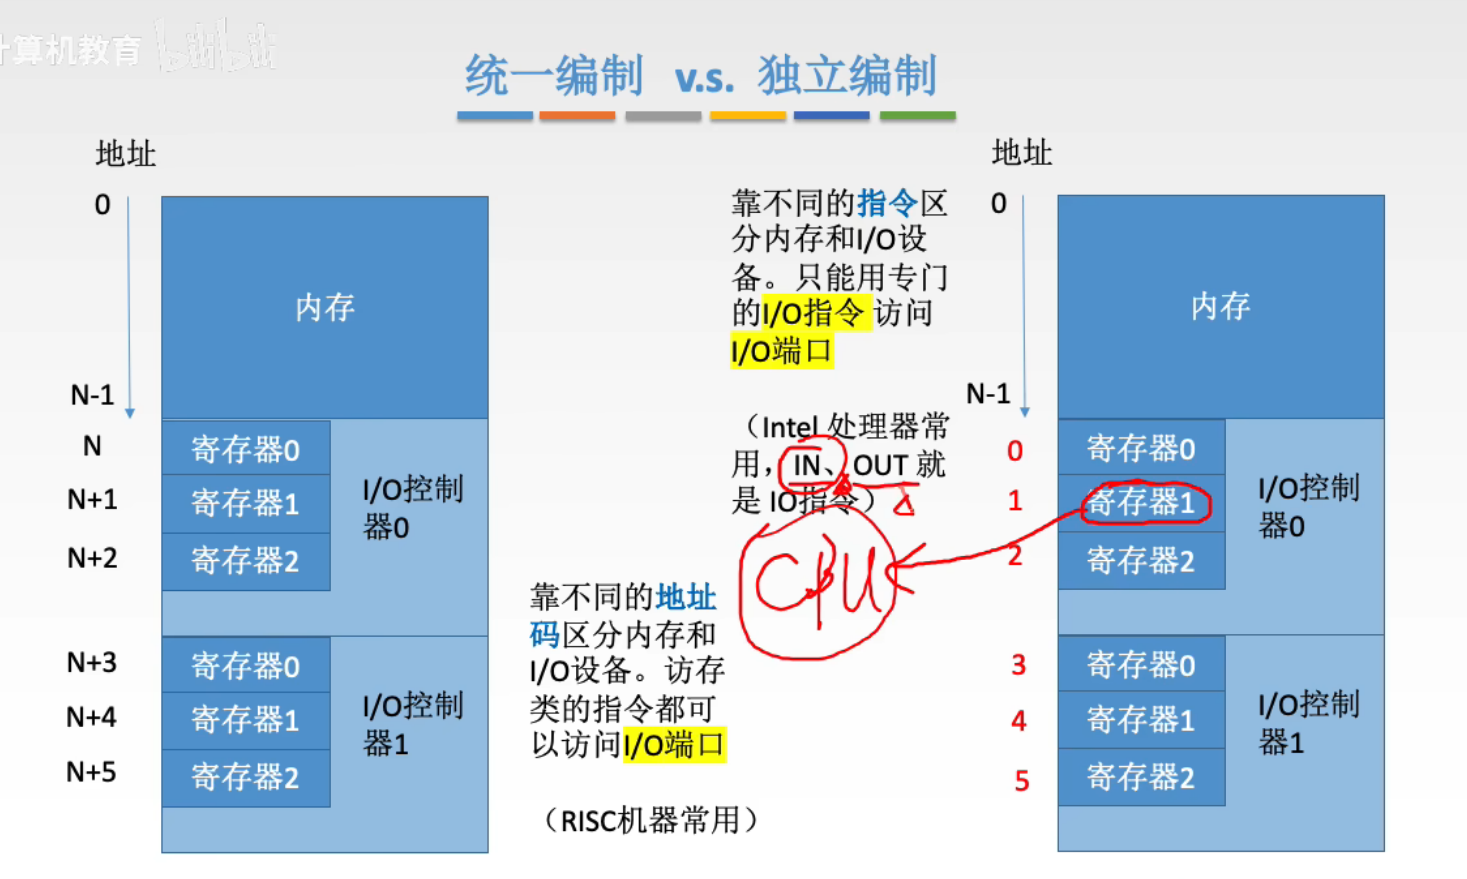 计算机教育 bilibili
统一编制 v.s. 独立编制
地址
0
内存
N-1
N
寄存器0
N+1
寄存器1
I/O控制
器0
N+2
寄存器2
N+3
寄存器0
N+4
寄存器1
I/O控制
器1
N+5
寄存器2
靠不同的地址
码区分内存和
I/O设备。访存
类的指令都可
以访问I/O端口
（RISC机器常用）
靠不同的指令区
分内存和I/O设
备。只能用专门
的I/O指令 访问
I/O端口
（Intel 处理器常
用，IN、OUT 就
是 IO指令）
CPU
地址
0
内存
N-1
0
寄存器0
1
寄存器1
I/O控制
器0
2
寄存器2
3
寄存器0
4
寄存器1
I/O控制
器1
5
寄存器2